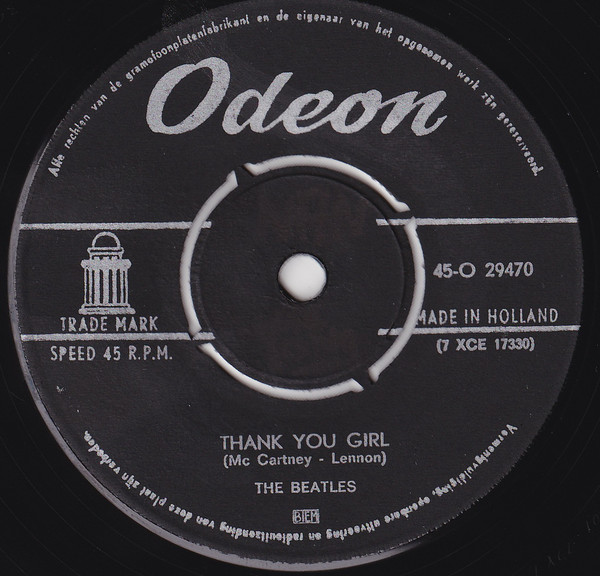 Alle rechten van de gramofoonplatenfabrikant en de eigenaar van het opgenomen werk zijn gereserveerd.
Odeon
45-O 29470
TRADE MARK
MADE IN HOLLAND
SPEED 45 R.P.M.
(7 XCE 17330)
THANK YOU GIRL
(Mc Cartney - Lennon)
THE BEATLES
BIEM
Vermenigvuldiging, openbare uitvoering en radiouitzending van deze plaat zijn verboden.